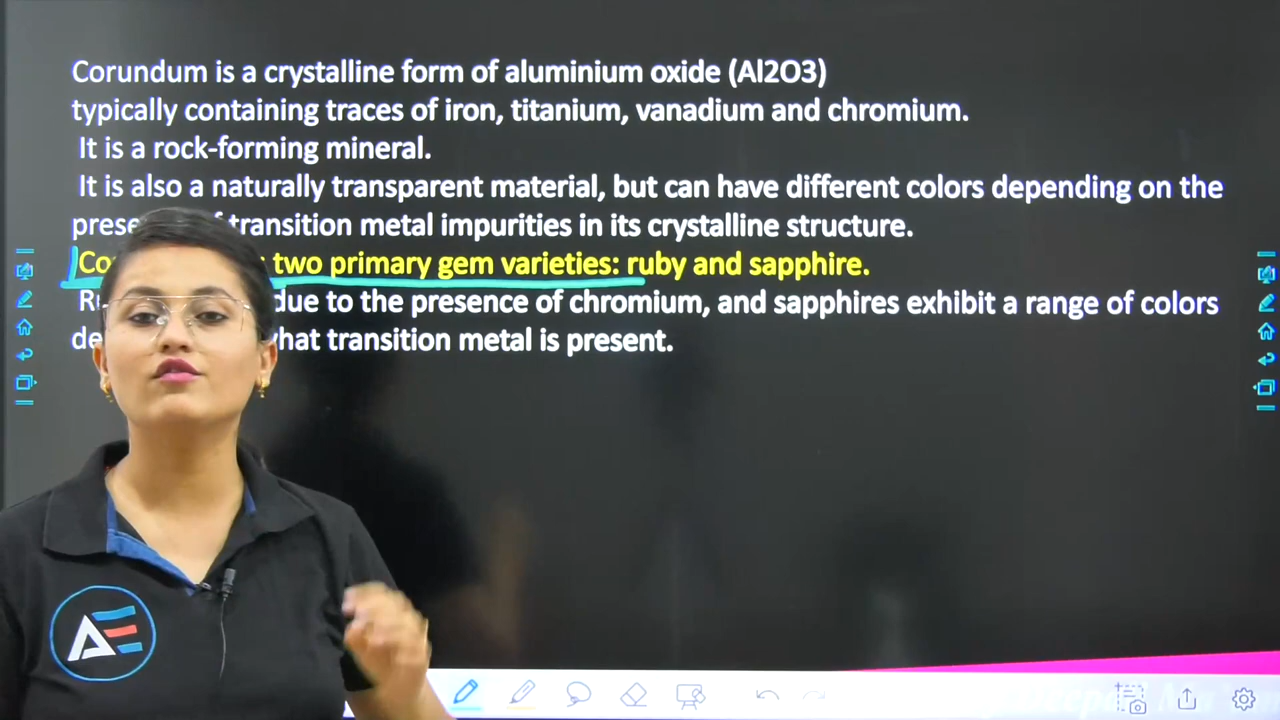 Corundum is a crystalline form of aluminium oxide (Al2O3)
typically containing traces of iron, titanium, vanadium and chromium.
It is a rock-forming mineral.
It is also a naturally transparent material, but can have different colors depending on the
transition metal impurities in its crystalline structure.
two primary gem varieties: ruby and sapphire.
due to the presence of chromium, and sapphires exhibit a range of colors
transition metal is present.
AE